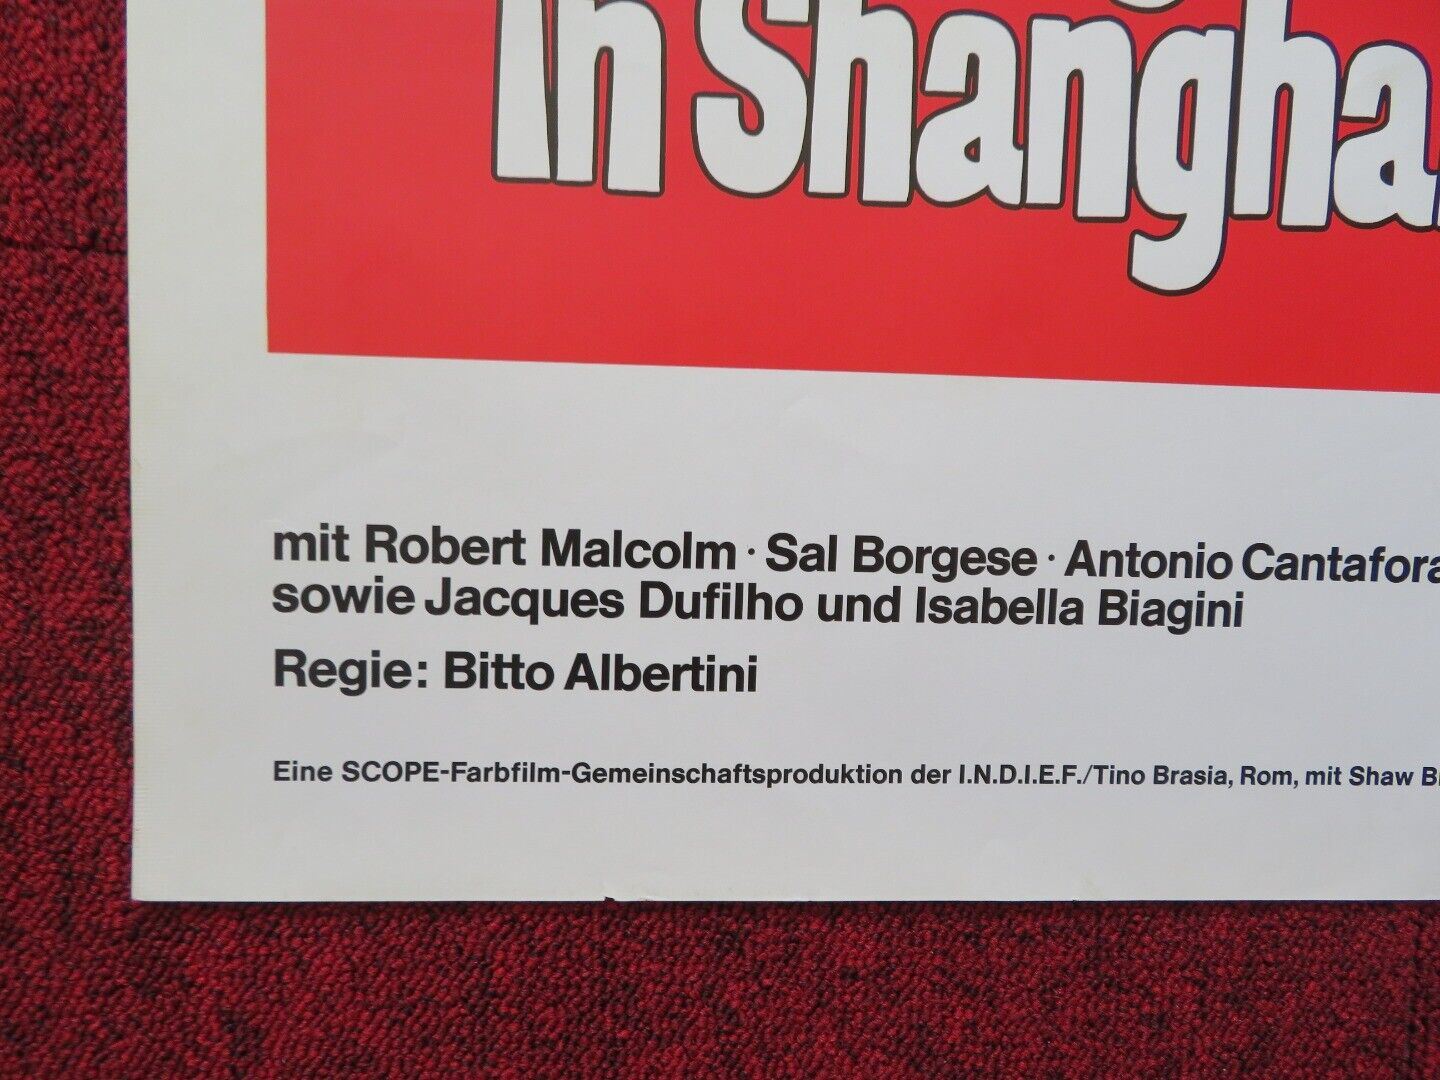 in Shangha
mit Robert Malcolm · Sal Borgese · Antonio Cantafora
sowie Jacques Dufilho und Isabella Biagini
Regie: Bitto Albertini
Eine SCOPE-Farbfilm-Gemeinschaftsproduktion der I.N.D.I.E.F./Tino Brasia, Rom, mit Shaw B